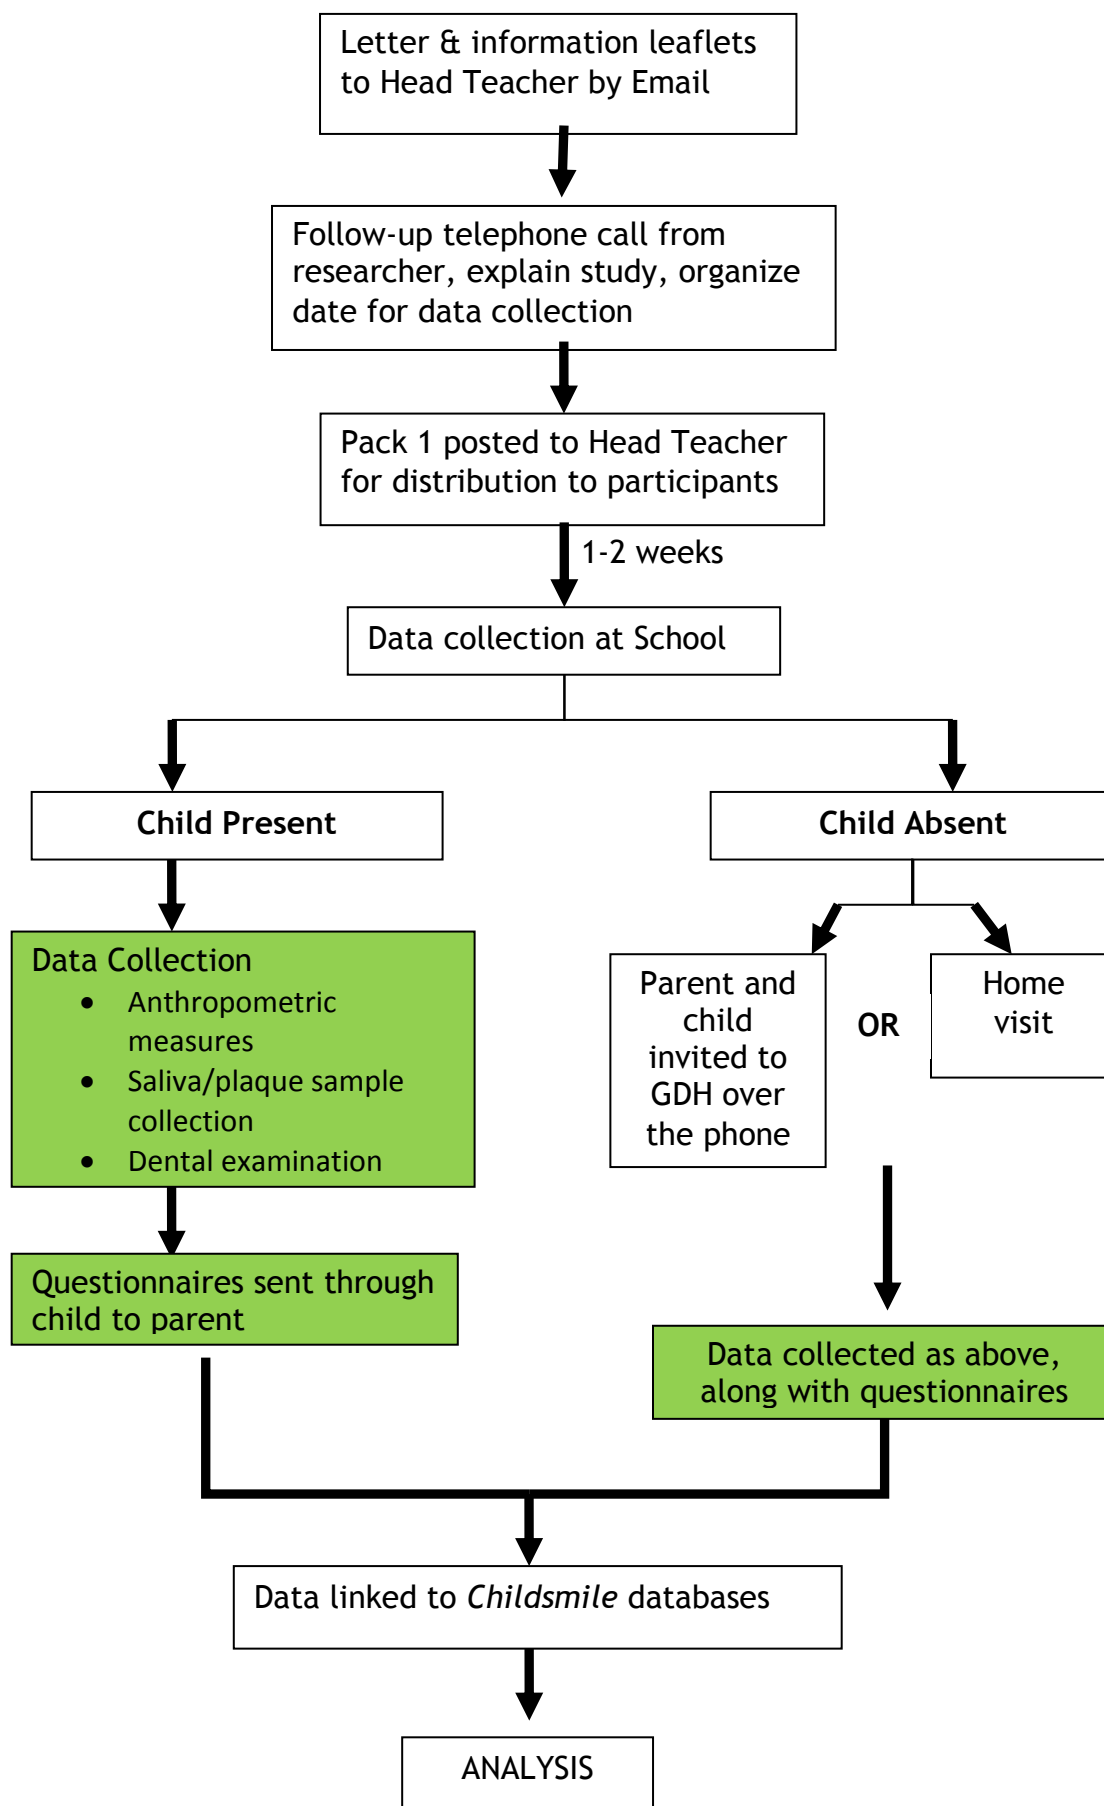 Letter & information leaflets
to Head Teacher by Email
Follow-up telephone call from
researcher, explain study, organize
date for data collection
Pack 1 posted to Head Teacher
for distribution to participants
1-2 weeks
Data collection at School
Child Present
Child Absent
Data Collection
• Anthropometric
measures
• Saliva/plaque sample
collection
• Dental examination
Parent and
child
invited to
GDH over
the phone
OR
Home
visit
Questionnaires sent through
child to parent
Data collected as above,
along with questionnaires
Data linked to Childsmile databases
ANALYSIS